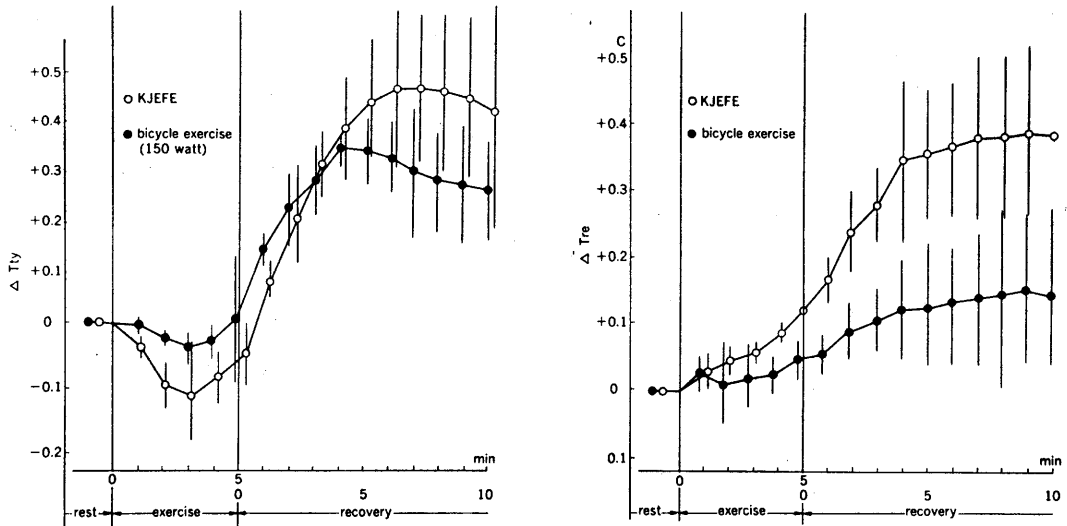 +0.5
+0.4
+0.3
+0.2
+0.1
0
−0.1
−0.2
Δ Tty
KJEFE
bicycle exercise
(150 watt)
min
0 5 5 10
0
rest exercise recovery
C
+0.5
+0.4
+0.3
+0.2
+0.1
0
0.1
Δ Tre
KJEFE
bicycle exercise
min
0 5 5 10
0
rest exercise recovery